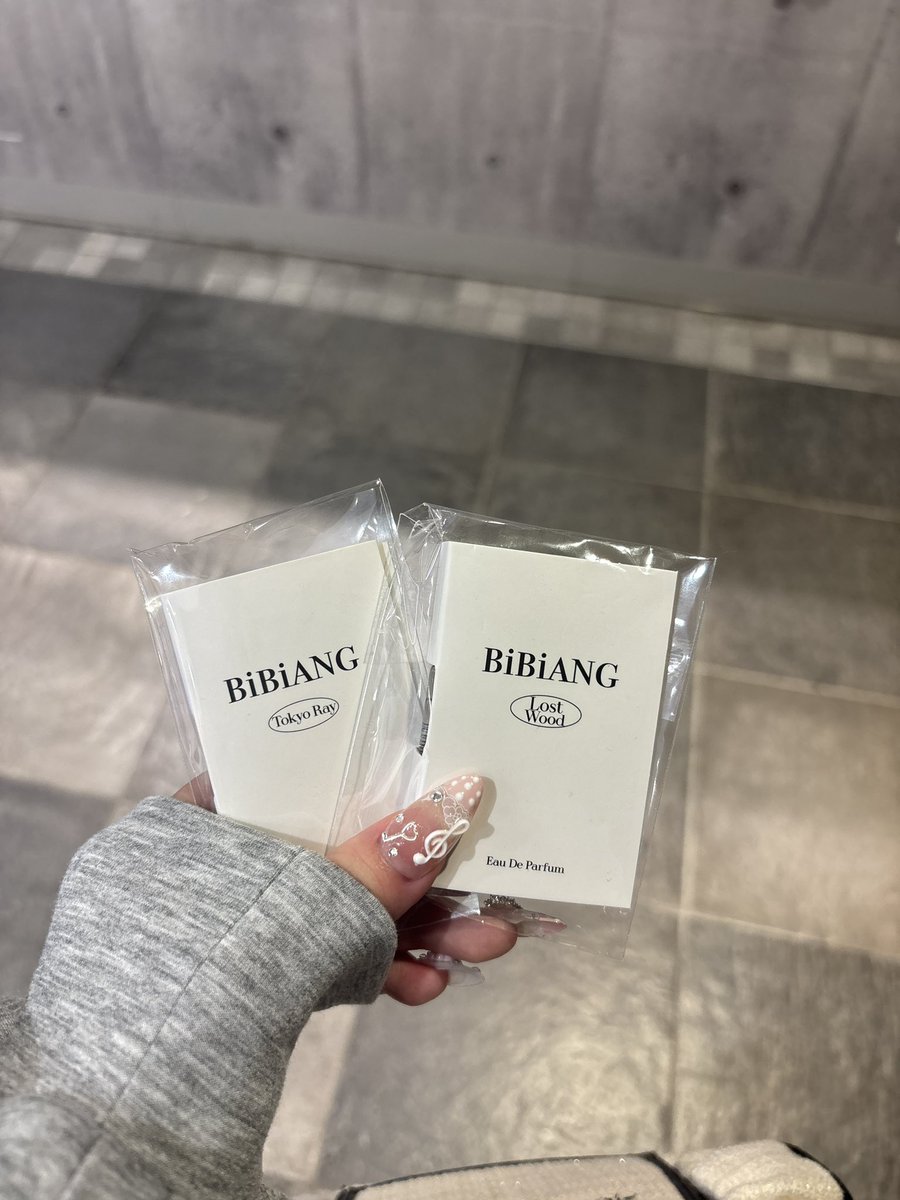 BiBiANG
Tokyo Ray
BiBiANG
Lost
Wood
Eau De Parfum